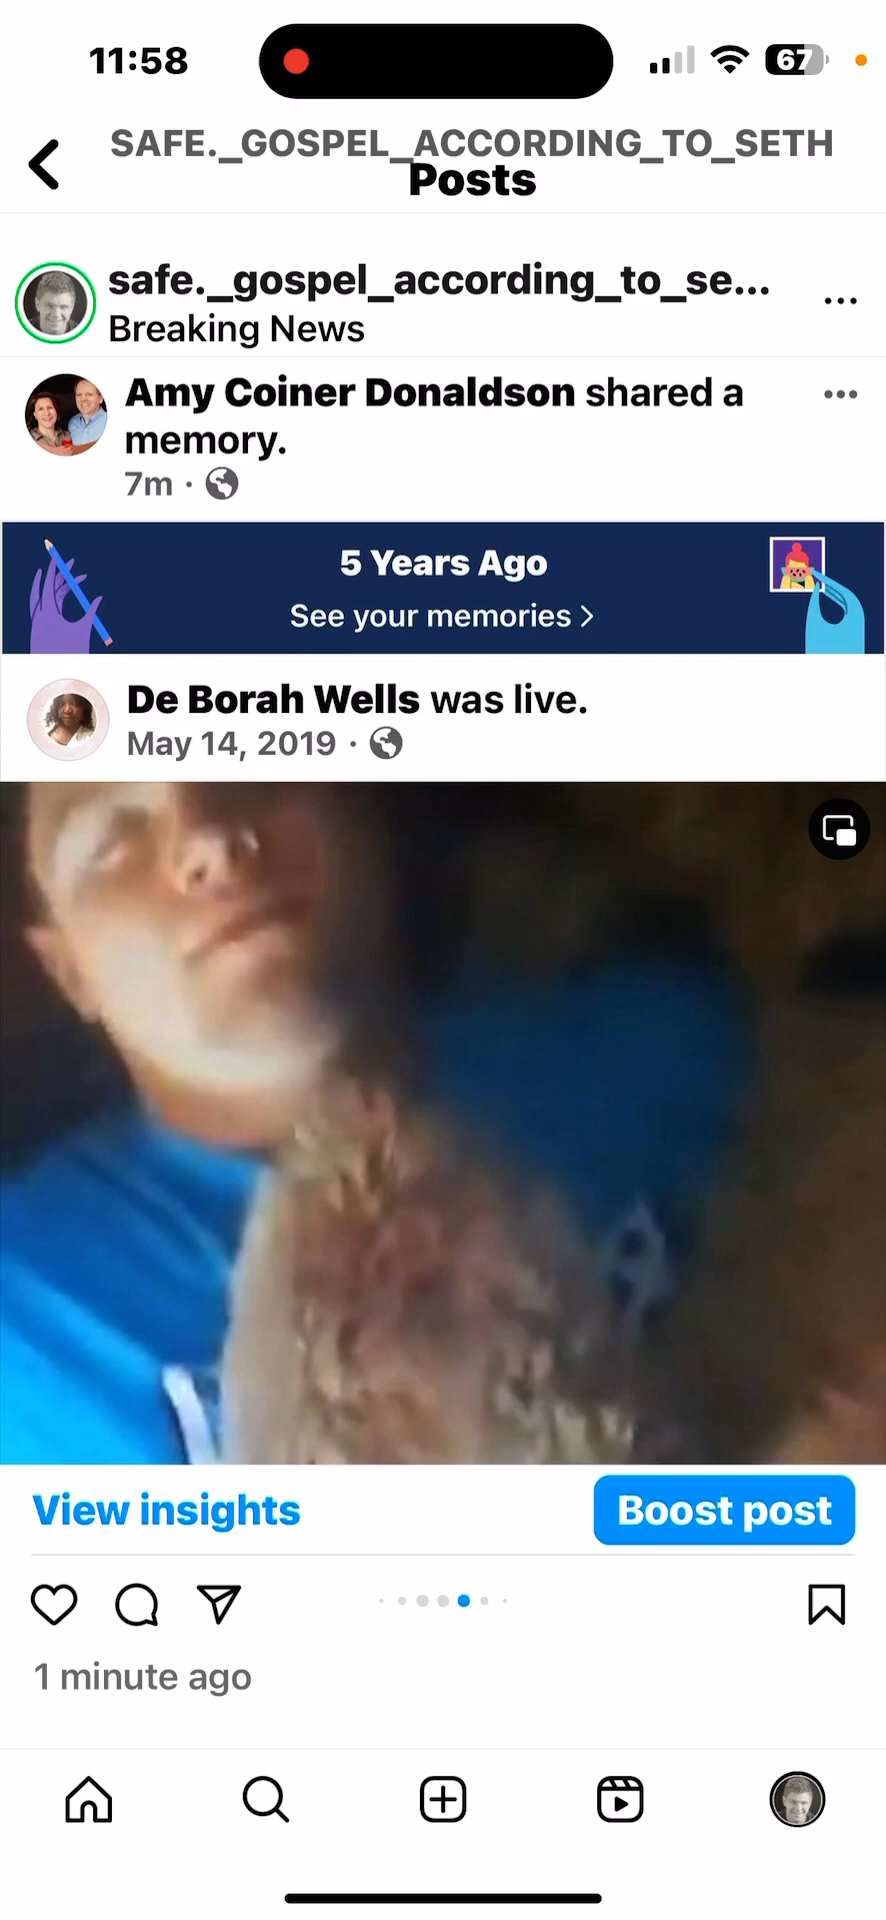 11:58
67
SAFE._GOSPEL_ACCORDING_TO_SETH
Posts
safe._gospel_according_to_se...
Breaking News
Amy Coiner Donaldson shared a
memory.
7m ·
5 Years Ago
See your memories >
De Borah Wells was live.
May 14, 2019 ·
View insights
Boost post
1 minute ago